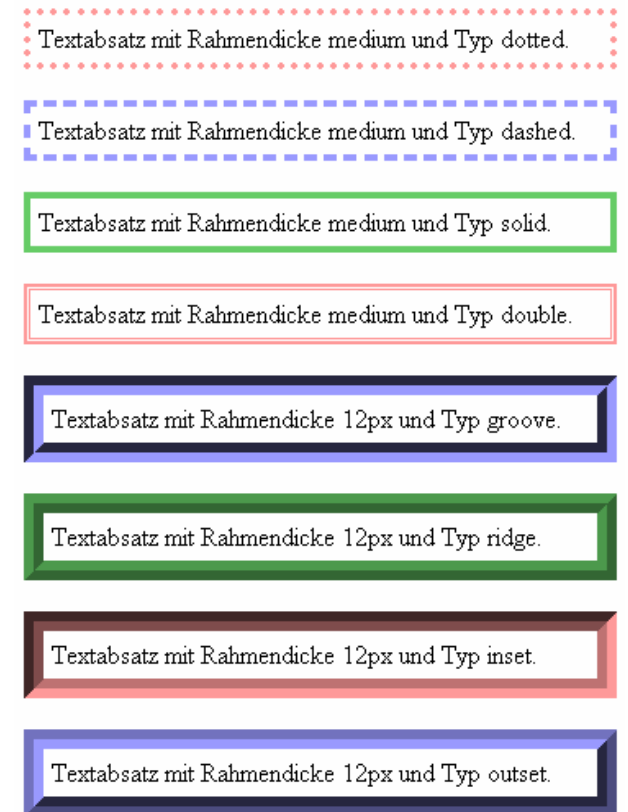 Textabsatz mit Rahmendicke medium und Typ dotted.
Textabsatz mit Rahmendicke medium und Typ dashed.
Textabsatz mit Rahmendicke medium und Typ solid.
Textabsatz mit Rahmendicke medium und Typ double.
Textabsatz mit Rahmendicke 12px und Typ groove.
Textabsatz mit Rahmendicke 12px und Typ ridge.
Textabsatz mit Rahmendicke 12px und Typ inset.
Textabsatz mit Rahmendicke 12px und Typ outset.